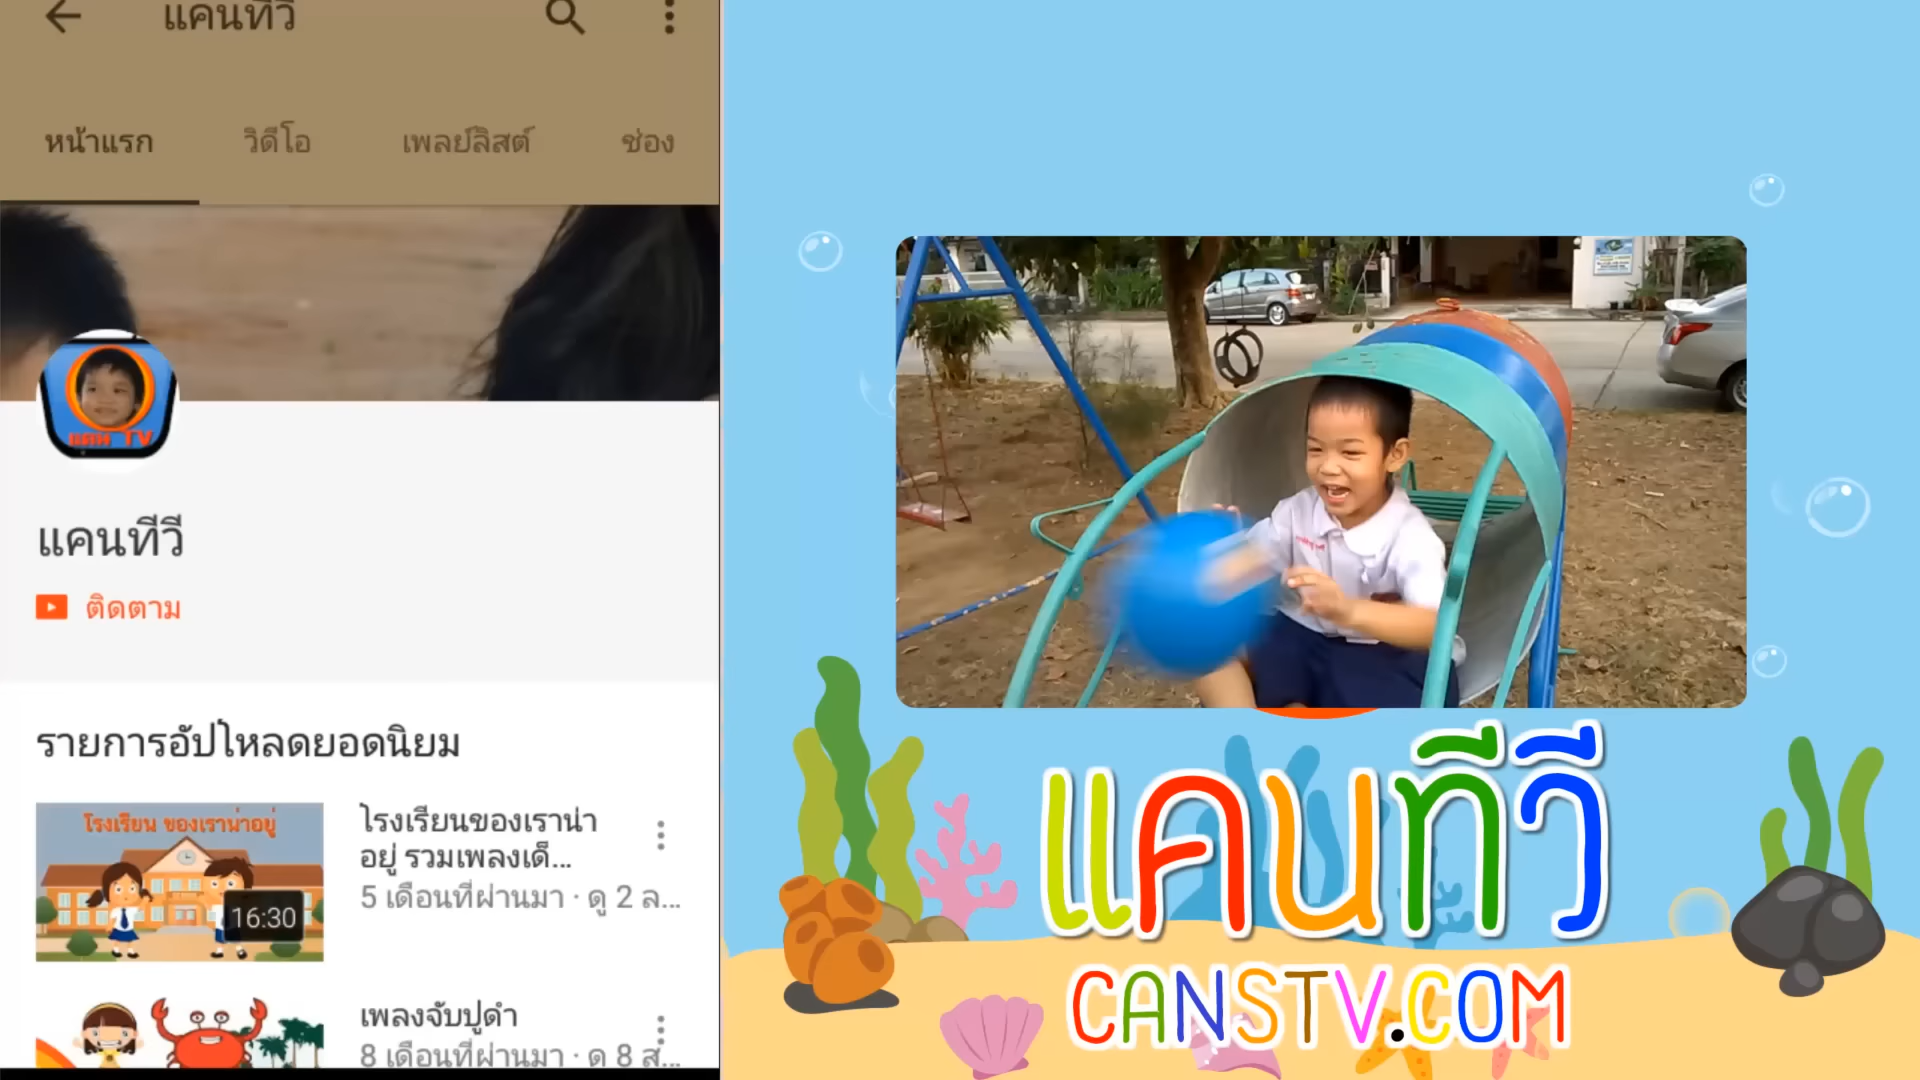 แคนทีวี
หน้าแรก
วิดีโอ
เพลย์ลิสต์
ช่อง
แคน TV
แคนทีวี
ติดตาม
รายการอัปโหลดยอดนิยม
โรงเรียน ของเราน่าอยู่
16:30
โรงเรียนของเราน่า
อยู่ รวมเพลงเด็...
5 เดือนที่ผ่านมา · ดู 2 ล...
เพลงจับปูดำ
8 เดือนที่ผ่านมา · ดู 8 ส...
แคนทีวี
CANSTV.COM